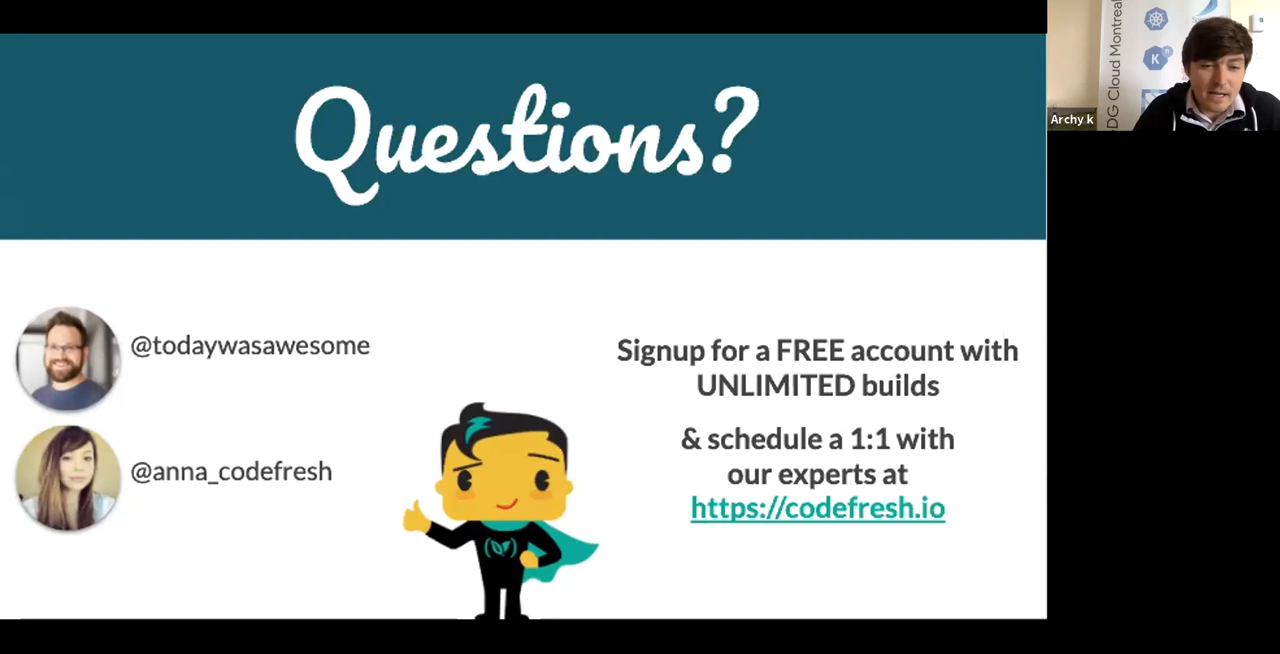 Questions?
@todaywasawesome
@anna_codefresh
Signup for a FREE account with
UNLIMITED builds
& schedule a 1:1 with
our experts at
https://codefresh.io
Archy k
DG Cloud Montreal
K